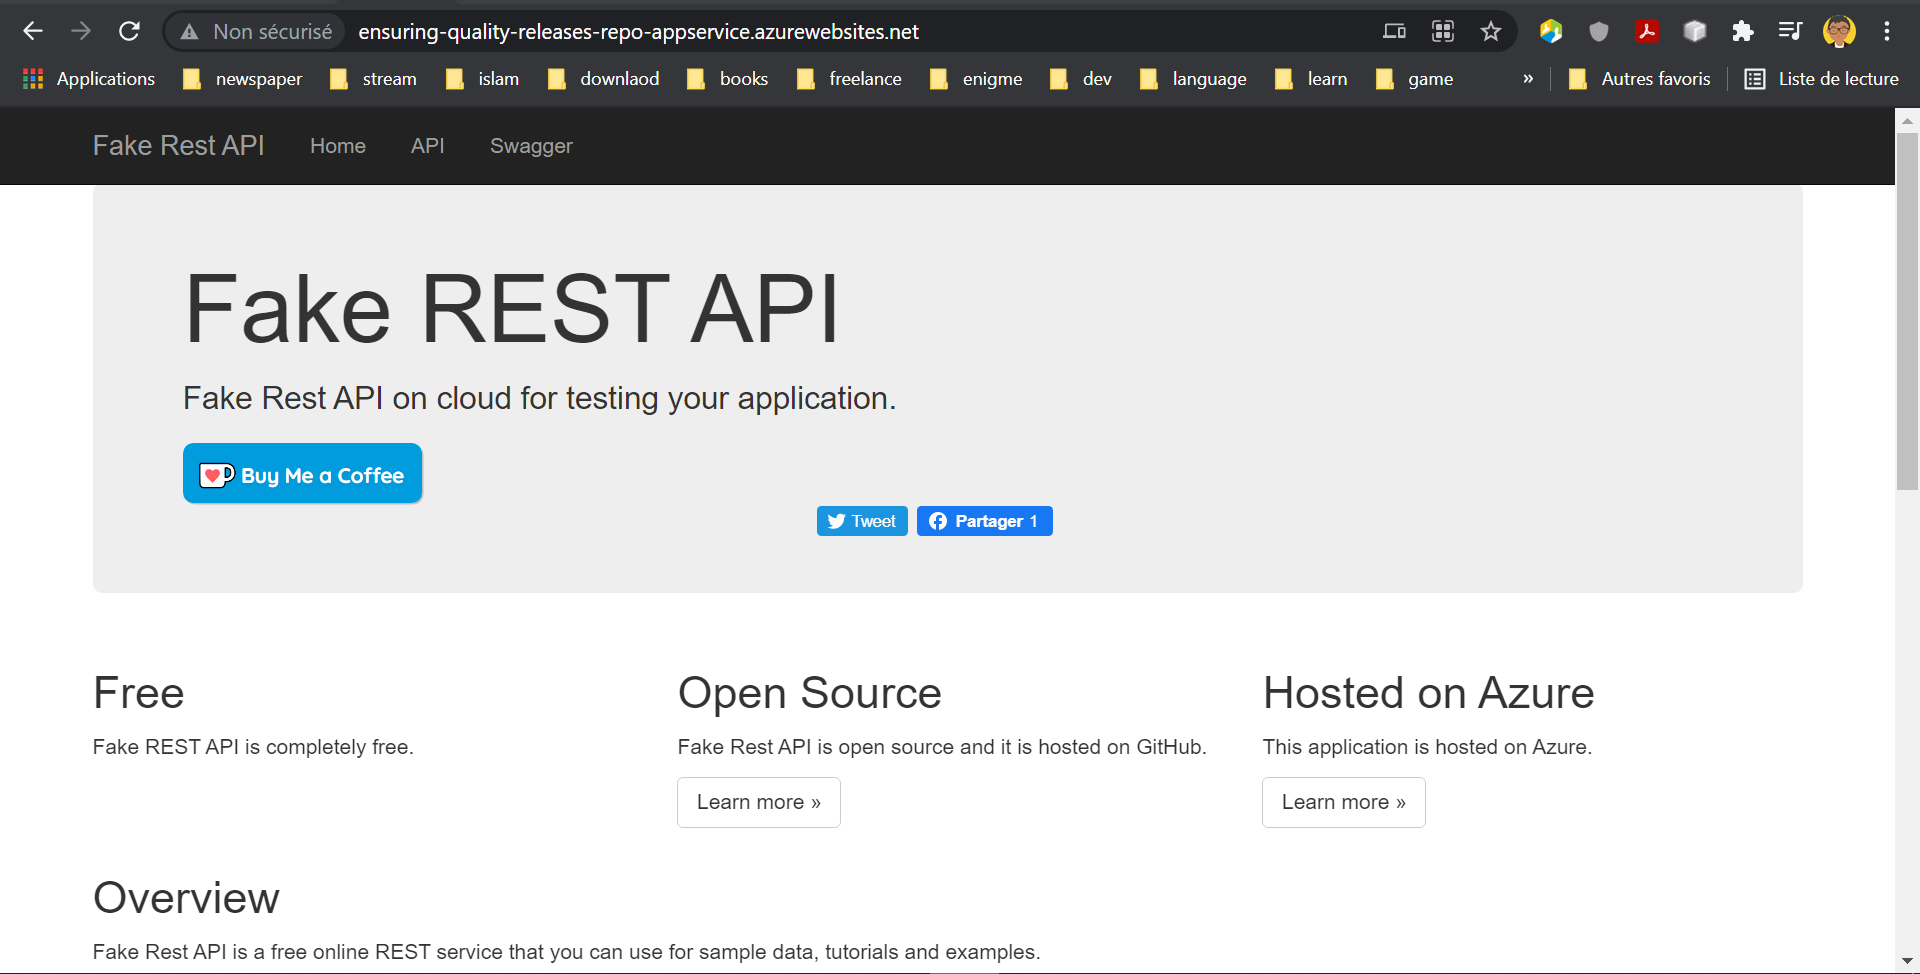 Non sécurisé ensuring-quality-releases-repo-appservice.azurewebsites.net
Applications newspaper stream islam downlaod books freelance enigme dev language learn game » Autres favoris Liste de lecture
Fake Rest API Home API Swagger
Fake REST API
Fake Rest API on cloud for testing your application.
Buy Me a Coffee
Tweet Partager 1
Free
Fake REST API is completely free.
Open Source
Fake Rest API is open source and it is hosted on GitHub.
Learn more »
Hosted on Azure
This application is hosted on Azure.
Learn more »
Overview
Fake Rest API is a free online REST service that you can use for sample data, tutorials and examples.